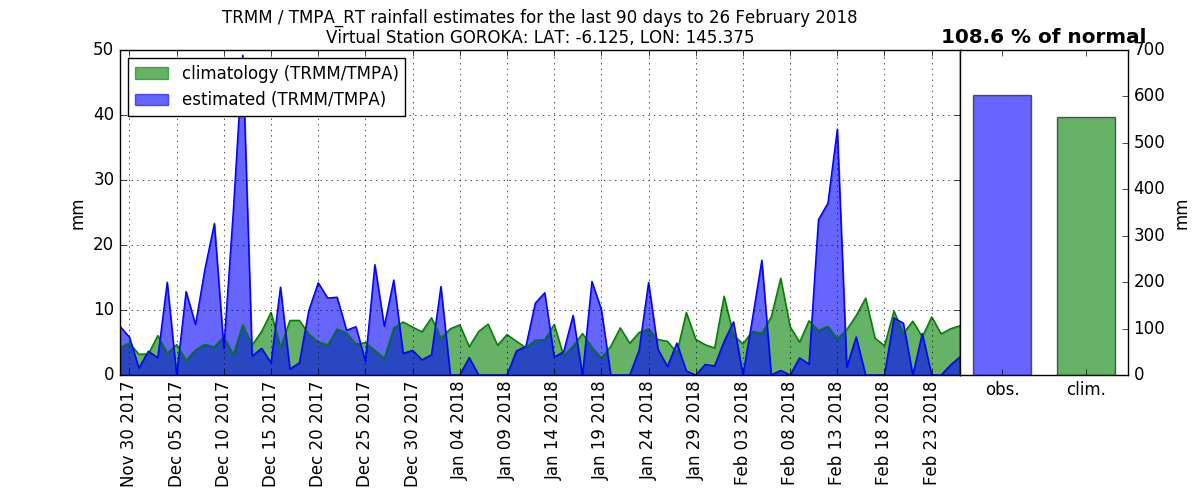 TRMM / TMPA_RT rainfall estimates for the last 90 days to 26 February 2018
Virtual Station GOROKA: LAT: -6.125, LON: 145.375
108.6 % of normal
climatology (TRMM/TMPA)
estimated (TRMM/TMPA)
50
40
30
20
10
0
mm
Nov 30 2017
Dec 05 2017
Dec 10 2017
Dec 15 2017
Dec 20 2017
Dec 25 2017
Dec 30 2017
Jan 04 2018
Jan 09 2018
Jan 14 2018
Jan 19 2018
Jan 24 2018
Jan 29 2018
Feb 03 2018
Feb 08 2018
Feb 13 2018
Feb 18 2018
Feb 23 2018
obs.
clim.
700
600
500
400
300
200
100
0
mm